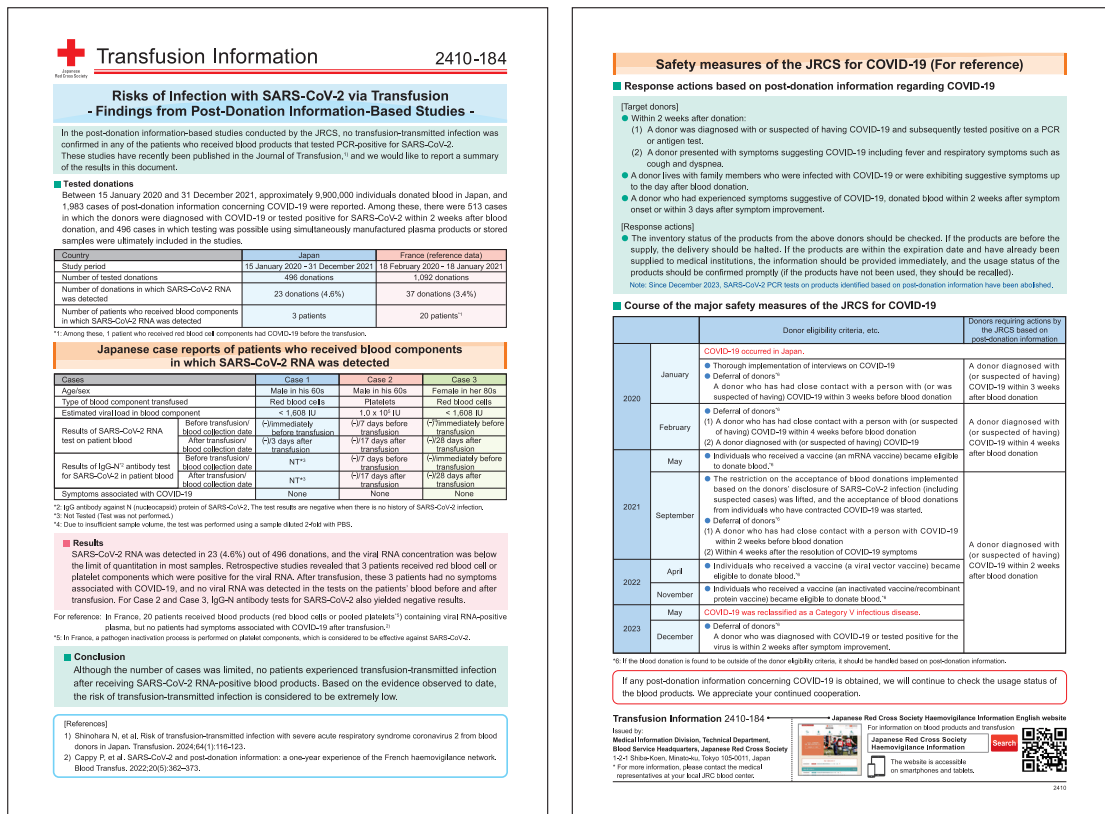 Japanese
Red Cross Society
Transfusion Information
2410-184
Risks of Infection with SARS-CoV-2 via Transfusion
- Findings from Post-Donation Information-Based Studies -
In the post-donation information-based studies conducted by the JRCS, no transfusion-transmitted infection was
confirmed in any of the patients who received blood products that tested PCR-positive for SARS-CoV-2.
These studies have recently been published in the Journal of Transfusion,1) and we would like to report a summary
of the results in this document.
Tested donations
Between 15 January 2020 and 31 December 2021, approximately 9,900,000 individuals donated blood in Japan, and
1,983 cases of post-donation information concerning COVID-19 were reported. Among these, there were 513 cases
in which the donors were diagnosed with COVID-19 or tested positive for SARS-CoV-2 within 2 weeks after blood
donation, and 496 cases in which testing was possible using simultaneously manufactured plasma products or stored
samples were ultimately included in the studies.
Country Japan France (reference data)
Study period 15 January 2020 - 31 December 2021 18 February 2020 - 18 January 2021
Number of tested donations 496 donations 1,092 donations
Number of donations in which SARS-CoV-2 RNA
was detected 23 donations (4,6%) 37 donations (3,4%)
Number of patients who received blood components
in which SARS-CoV-2 RNA was detected 3 patients 20 patients*1
*1: Among these, 1 patient who received red blood cell components had COVID-19 before the transfusion.
Japanese case reports of patients who received blood components
in which SARS-CoV-2 RNA was detected
Cases Case 1 Case 2 Case 3
Age/sex Male in his 60s Male in his 60s Female in her 80s
Type of blood component transfused Red blood cells Platelets Red blood cells
Estimated viral load in blood component < 1,608 IU 1,0 x 10⁵ IU < 1,608 IU
Results of SARS-CoV-2 RNA
test on patient blood
Before transfusion/
blood collection date (-)/immediately
before transfusion (-)/7 days before
transfusion (-)/immediately before
transfusion
After transfusion/
blood collection date (-)/3 days after
transfusion (-)/17 days after
transfusion (-)/28 days after
transfusion
Results of IgG-N*2 antibody test
for SARS-CoV-2 in patient blood
Before transfusion/
blood collection date NT*3 (-)/7 days before
transfusion (-)/immediately before
transfusion
After transfusion/
blood collection date NT*3 (-)/17 days after
transfusion (-)/28 days after
transfusion
Symptoms associated with COVID-19 None None None
*2: IgG antibody against N (nucleocapsid) protein of SARS-CoV-2. The test results are negative when there is no history of SARS-CoV-2 infection.
*3: Not Tested (Test was not performed.)
*4: Due to insufficient sample volume, the test was performed using a sample diluted 2-fold with PBS.
Results
SARS-CoV-2 RNA was detected in 23 (4.6%) out of 496 donations, and the viral RNA concentration was below
the limit of quantitation in most samples. Retrospective studies revealed that 3 patients received red blood cell or
platelet components which were positive for the viral RNA. After transfusion, these 3 patients had no symptoms
associated with COVID-19, and no viral RNA was detected in the tests on the patients' blood before and after
transfusion. For Case 2 and Case 3, IgG-N antibody tests for SARS-CoV-2 also yielded negative results.
For reference: In France, 20 patients received blood products (red blood cells or pooled platelets*5) containing viral RNA-positive
plasma, but no patients had symptoms associated with COVID-19 after transfusion.2)
*5: In France, a pathogen inactivation process is performed on platelet components, which is considered to be effective against SARS-CoV-2.
Conclusion
Although the number of cases was limited, no patients experienced transfusion-transmitted infection
after receiving SARS-CoV-2 RNA-positive blood products. Based on the evidence observed to date,
the risk of transfusion-transmitted infection is considered to be extremely low.
[References]
1) Shinohara N, et al. Risk of transfusion-transmitted infection with severe acute respiratory syndrome coronavirus 2 from blood
donors in Japan. Transfusion. 2024;64(1):116-123.
2) Cappy P, et al. SARS-CoV-2 and post-donation information: a one-year experience of the French haemovigilance network.
Blood Transfus. 2022;20(5):362-373.
Safety measures of the JRCS for COVID-19 (For reference)
Response actions based on post-donation information regarding COVID-19
[Target donors]
● Within 2 weeks after donation:
(1) A donor was diagnosed with or suspected of having COVID-19 and subsequently tested positive on a PCR
or antigen test.
(2) A donor presented with symptoms suggesting COVID-19 including fever and respiratory symptoms such as
cough and dyspnea.
● A donor lives with family members who were infected with COVID-19 or were exhibiting suggestive symptoms up
to the day after blood donation.
● A donor who had experienced symptoms suggestive of COVID-19, donated blood within 2 weeks after symptom
onset or within 3 days after symptom improvement.
[Response actions]
● The inventory status of the products from the above donors should be checked. If the products are before the
supply, the delivery should be halted. If the products are within the expiration date and have already been
supplied to medical institutions, the information should be provided immediately, and the usage status of the
products should be confirmed promptly (if the products have not been used, they should be recalled).
Note: Since December 2023, SARS-CoV-2 PCR tests on products identified based on post-donation information have been abolished.
Course of the major safety measures of the JRCS for COVID-19
Donor eligibility criteria, etc.
Donors requiring actions by
the JRCS based on
post-donation information
2020
January
COVID-19 occurred in Japan.
● Thorough implementation of interviews on COVID-19
● Deferral of donors*6
A donor who has had close contact with a person with (or was
suspected of having) COVID-19 within 3 weeks before blood donation
A donor diagnosed with
(or suspected of having)
COVID-19 within 3 weeks
after blood donation
February
● Deferral of donors*6
(1) A donor who has had close contact with a person with (or suspected
of having) COVID-19 within 4 weeks before blood donation
(2) A donor diagnosed with (or suspected of having) COVID-19
A donor diagnosed with
(or suspected of having)
COVID-19 within 4 weeks
after blood donation
2021
May
● Individuals who received a vaccine (an mRNA vaccine) became eligible
to donate blood.*6
September
● The restriction on the acceptance of blood donations implemented
based on the donors' disclosure of SARS-CoV-2 infection (including
suspected cases) was lifted, and the acceptance of blood donations
from individuals who have contracted COVID-19 was started.
● Deferral of donors*6
(1) A donor who has had close contact with a person with COVID-19
within 2 weeks before blood donation
(2) Within 4 weeks after the resolution of COVID-19 symptoms
A donor diagnosed with
(or suspected of having)
COVID-19 within 2 weeks
after blood donation
2022
April
● Individuals who received a vaccine (a viral vector vaccine) became
eligible to donate blood.*6
November
● Individuals who received a vaccine (an inactivated vaccine/recombinant
protein vaccine) became eligible to donate blood.*6
2023
May
COVID-19 was reclassified as a Category V infectious disease.
December
● Deferral of donors*6
A donor who was diagnosed with COVID-19 or tested positive for the
virus is within 2 weeks after symptom improvement.
*6: If the blood donation is found to be outside of the donor eligibility criteria, it should be handled based on post-donation information.
If any post-donation information concerning COVID-19 is obtained, we will continue to check the usage status of
the blood products. We appreciate your continued cooperation.
Transfusion Information 2410-184
Issued by:
Medical Information Division, Technical Department,
Blood Service Headquarters, Japanese Red Cross Society
1-2-1 Shiba-Koen, Minato-ku, Tokyo 105-0011, Japan
* For more information, please contact the medical
representatives at your local JRC blood center.
Japanese Red Cross Society Haemovigilance Information English website
For information on blood products and transfusion
Japanese Red Cross Society
Haemovigilance Information
Search
The website is accessible
on smartphones and tablets.
2410